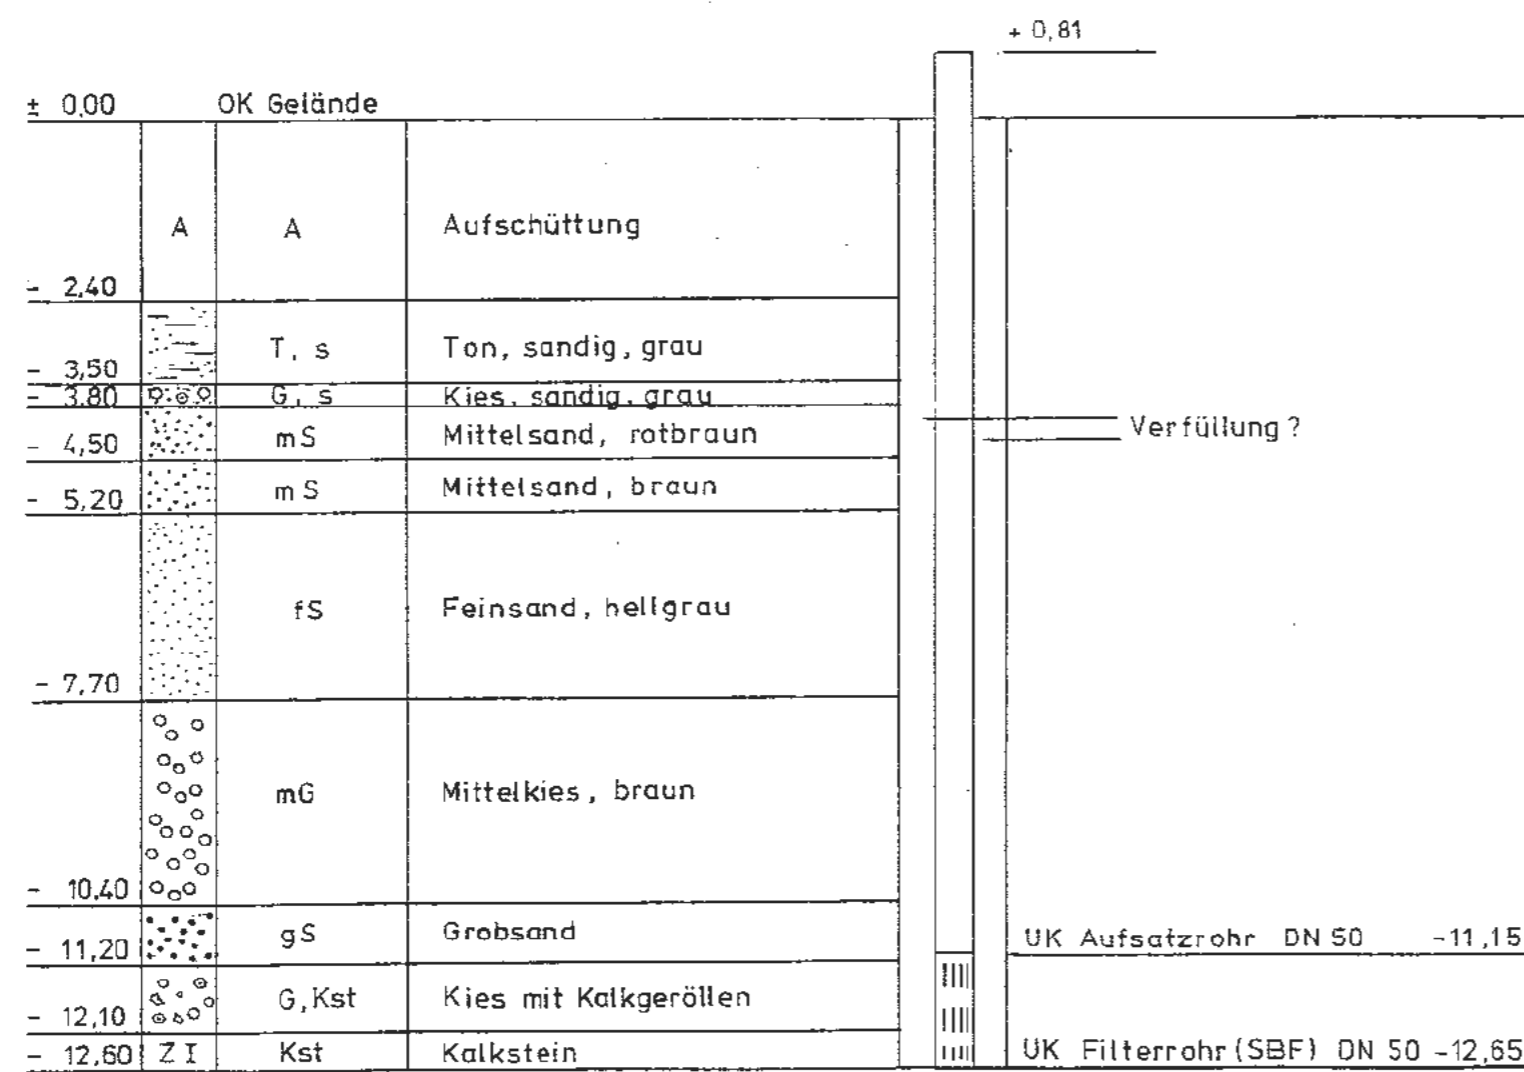 + 0,81
± 0,00 OK Gelände
A A Aufschüttung
- 2,40
T, s Ton, sandig, grau
- 3,50
- 3,80 G, s Kies, sandig, grau
mS Mittelsand, rotbraun
- 4,50
Verfüllung ?
mS Mittelsand, braun
- 5,20
fS Feinsand, hellgrau
- 7,70
mG Mittelkies, braun
- 10,40
gS Grobsand
- 11,20
UK Aufsatzrohr DN 50 -11,15
G, Kst Kies mit Kalkgeröllen
- 12,10
- 12,60 Z I Kst Kalkstein
UK Filterrohr (SBF) DN 50 -12,65